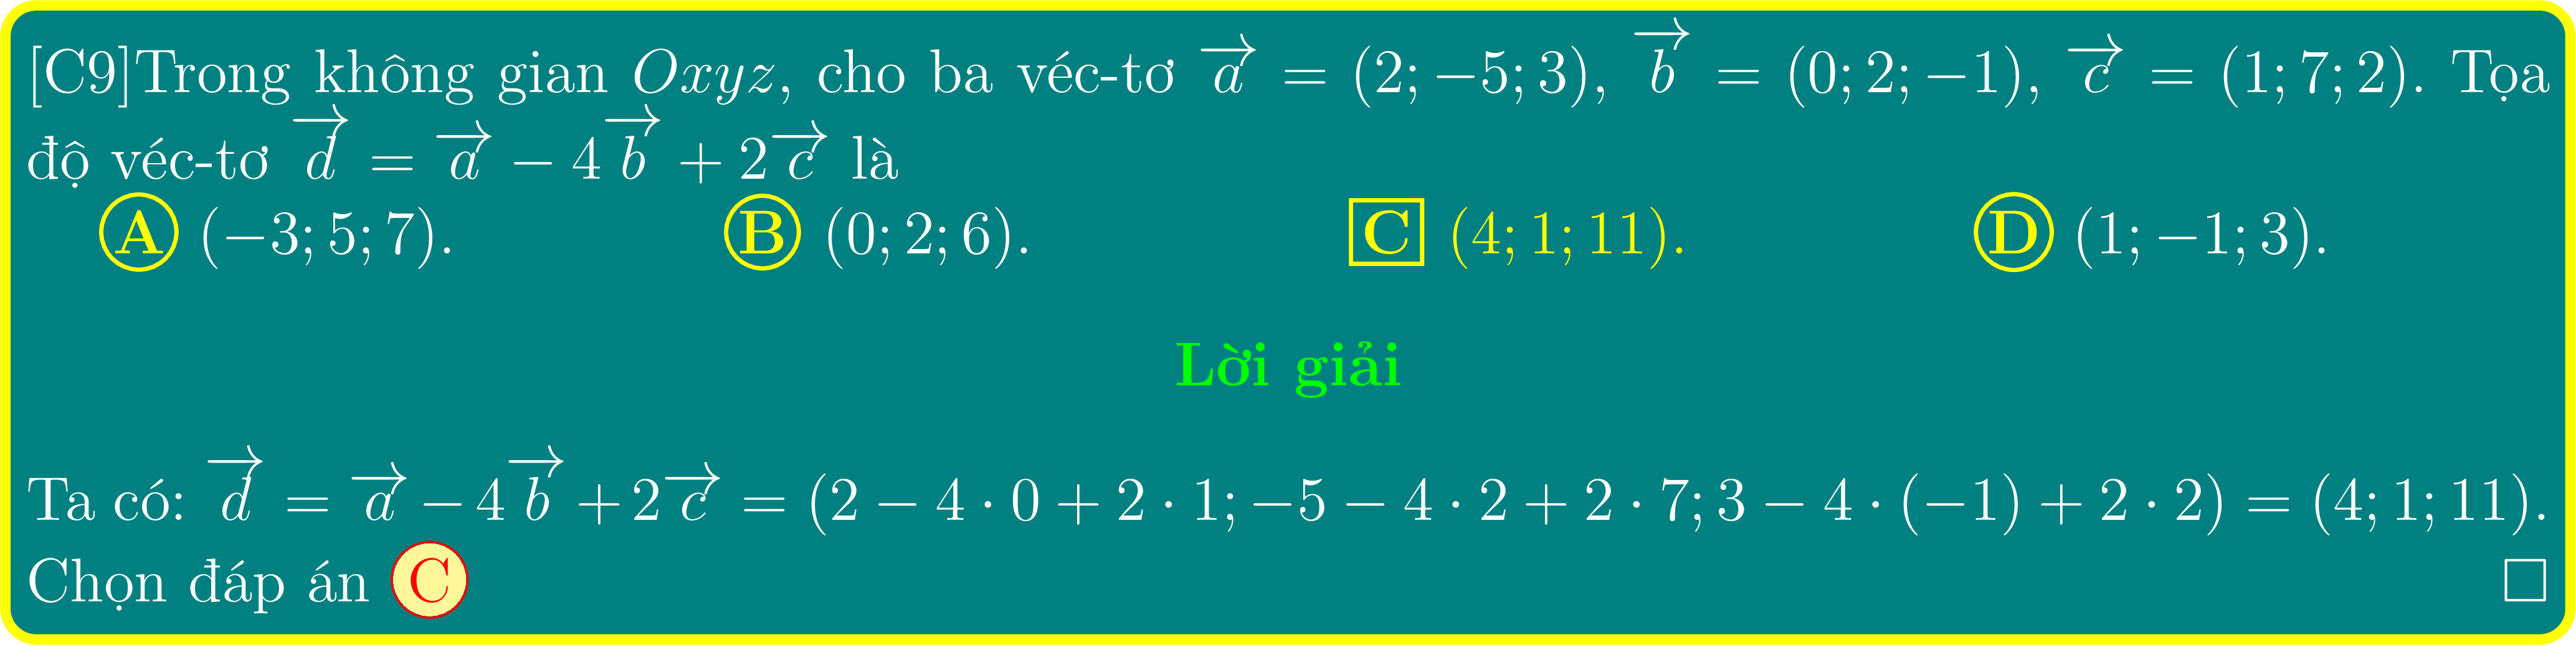 [C9]Trong không gian $Oxyz$, cho ba véc-tơ $\overrightarrow{a} = (2; -5; 3)$, $\overrightarrow{b} = (0; 2; -1)$, $\overrightarrow{c} = (1; 7; 2)$. Tọa
độ véc-tơ $\overrightarrow{d} = \overrightarrow{a} - 4\overrightarrow{b} + 2\overrightarrow{c}$ là
A $(-3; 5; 7)$. B $(0; 2; 6)$. C $(4; 1; 11)$. D $(1; -1; 3)$.
Lời giải
Ta có: $\overrightarrow{d} = \overrightarrow{a} - 4\overrightarrow{b} + 2\overrightarrow{c} = (2 - 4 \cdot 0 + 2 \cdot 1; -5 - 4 \cdot 2 + 2 \cdot 7; 3 - 4 \cdot (-1) + 2 \cdot 2) = (4; 1; 11)$.
Chọn đáp án C □